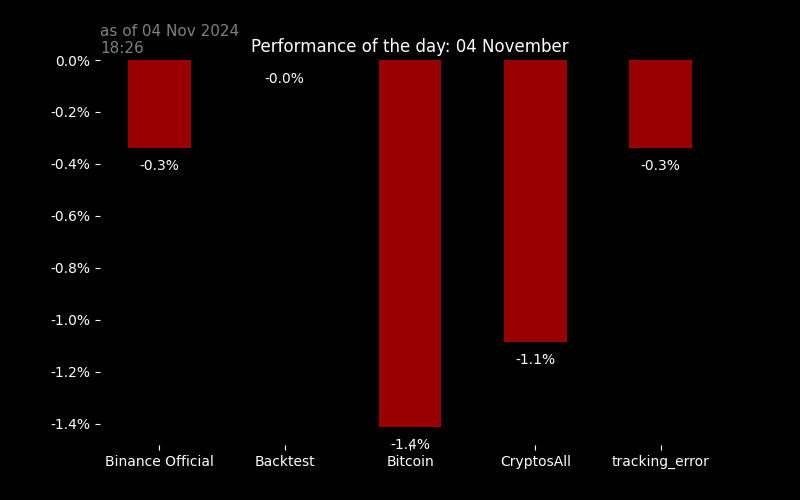 as of 04 Nov 2024
18:26
Performance of the day: 04 November
0.0%
-0.2%
-0.4%
-0.6%
-0.8%
-1.0%
-1.2%
-1.4%
-0.3%
-0.0%
-1.4%
-1.1%
-0.3%
Binance Official
Backtest
Bitcoin
CryptosAll
tracking_error